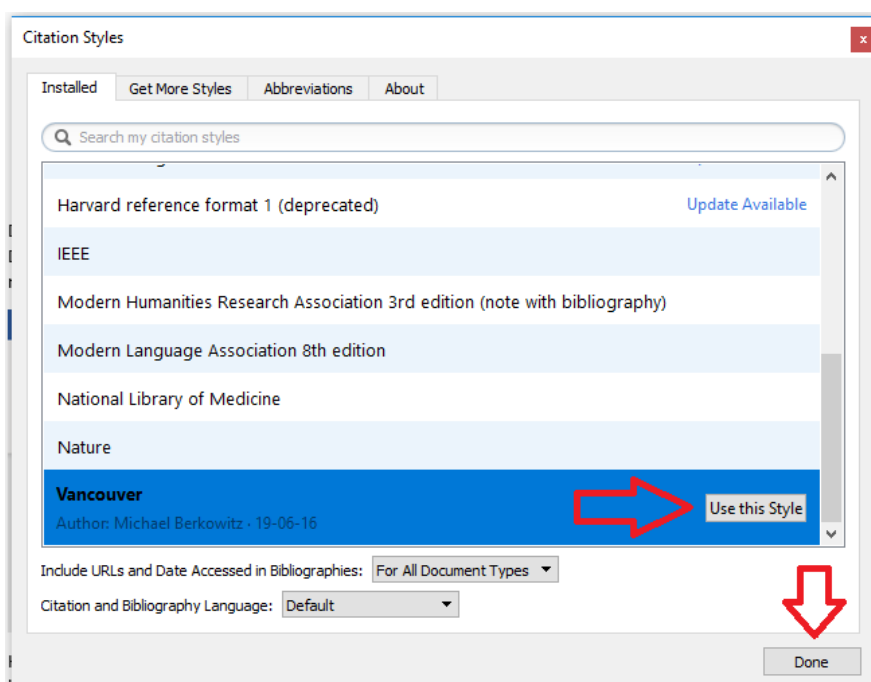 Citation Styles
x
Installed Get More Styles Abbreviations About
Search my citation styles
Harvard reference format 1 (deprecated) Update Available
IEEE
Modern Humanities Research Association 3rd edition (note with bibliography)
Modern Language Association 8th edition
National Library of Medicine
Nature
Vancouver
Author: Michael Berkowitz · 19-06-16
Use this Style
Include URLs and Date Accessed in Bibliographies: For All Document Types
Citation and Bibliography Language: Default
Done